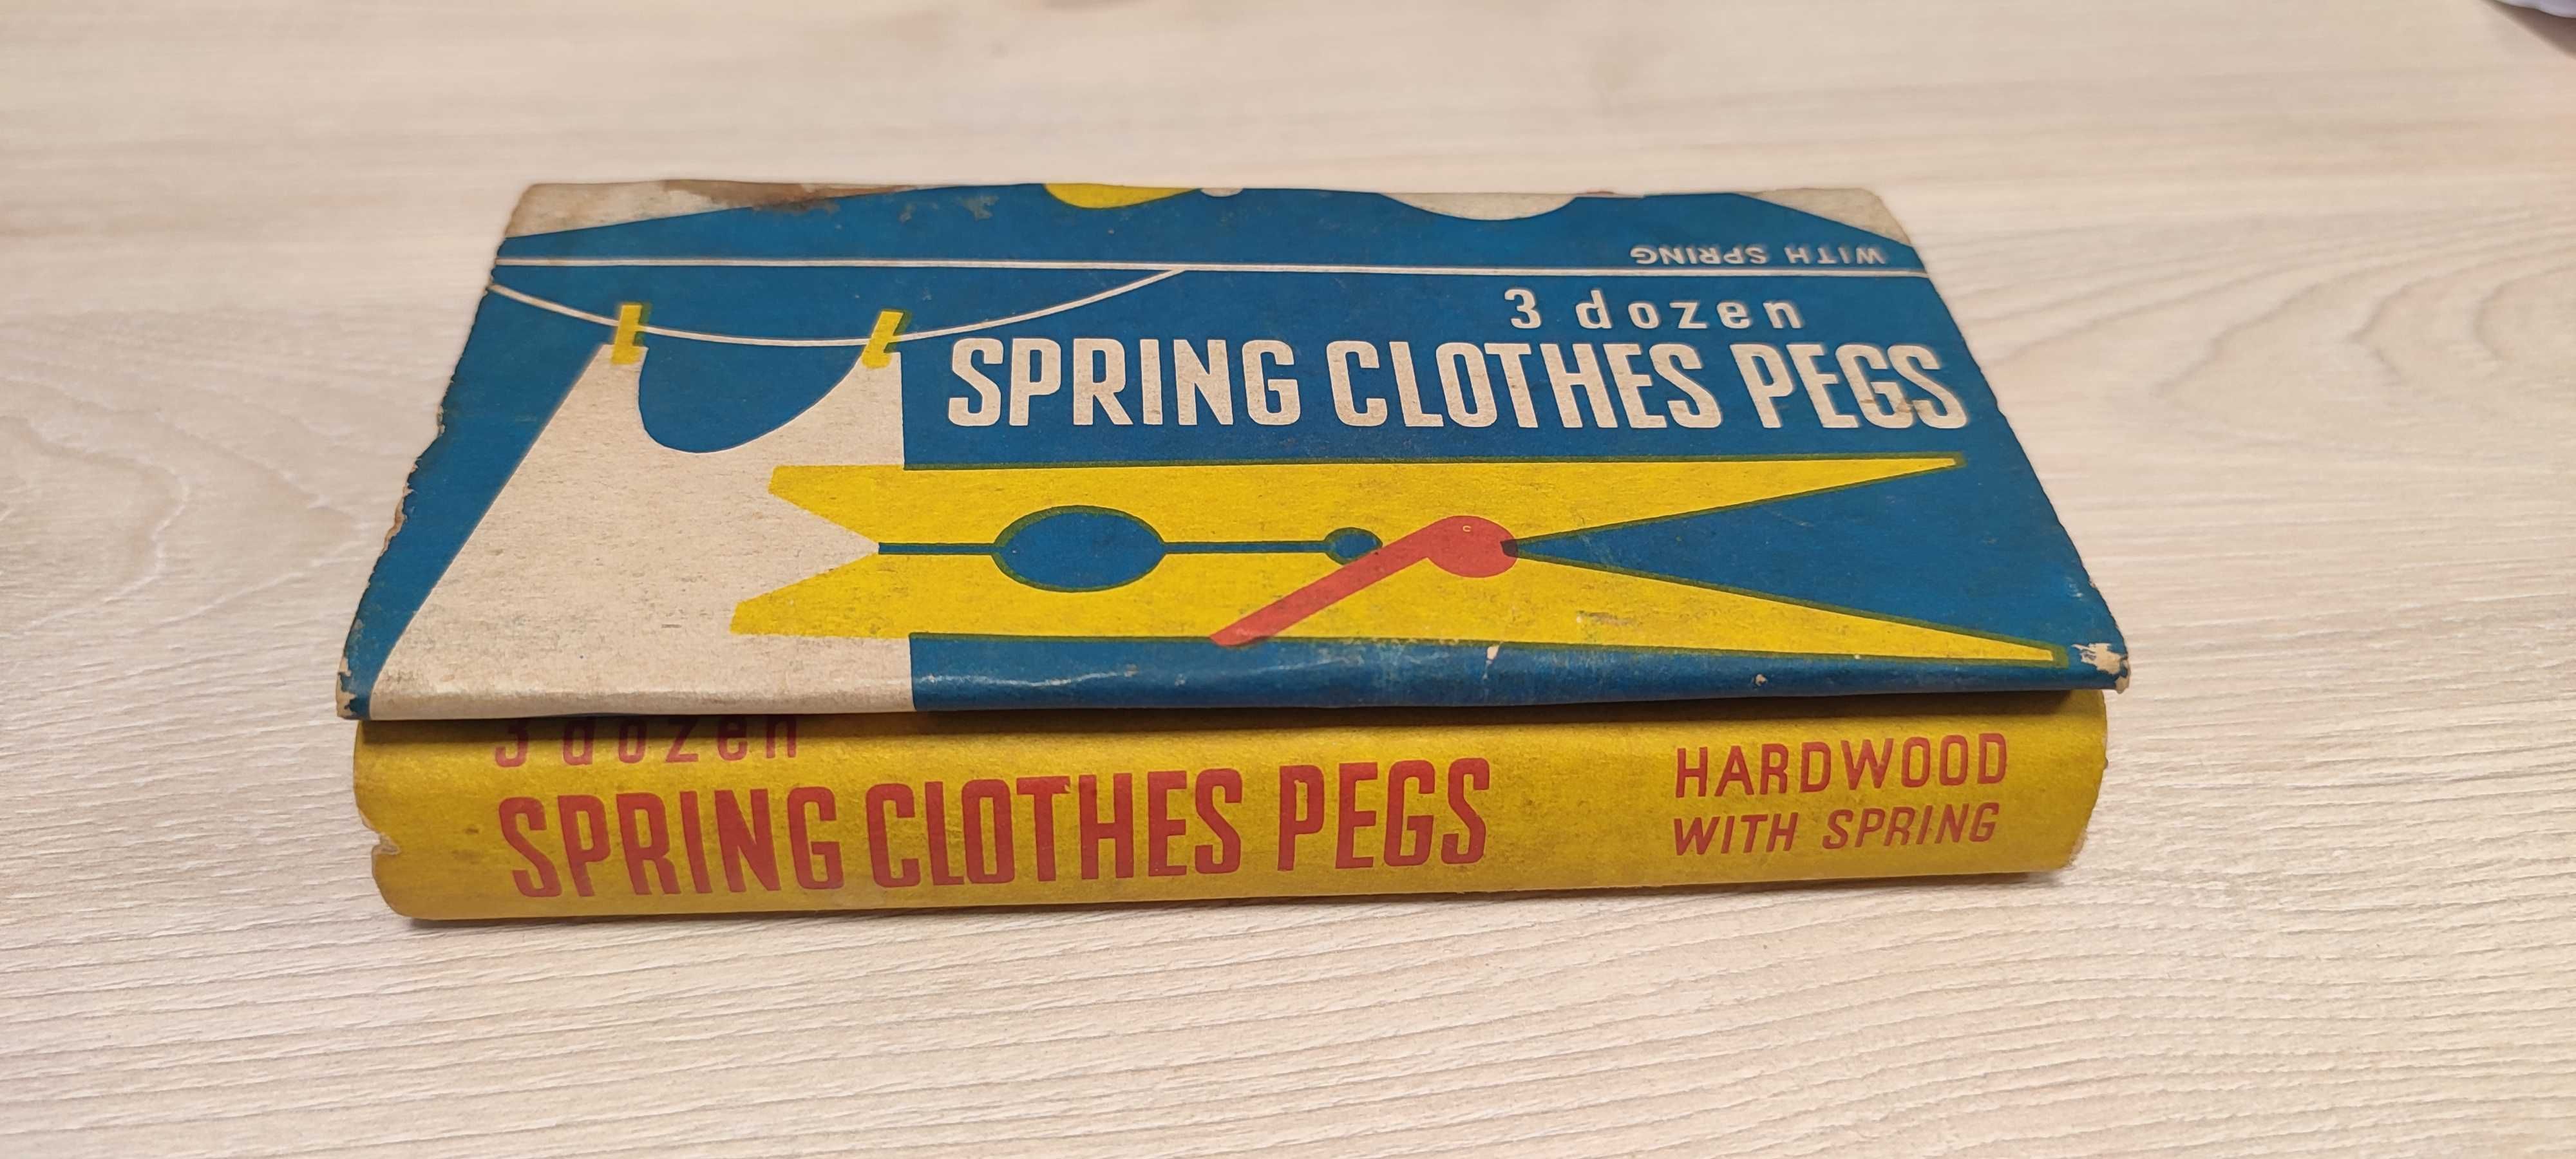 WITH SPRING
3 dozen
SPRING CLOTHES PEGS
3 dozen
SPRING CLOTHES PEGS
HARDWOOD
WITH SPRING